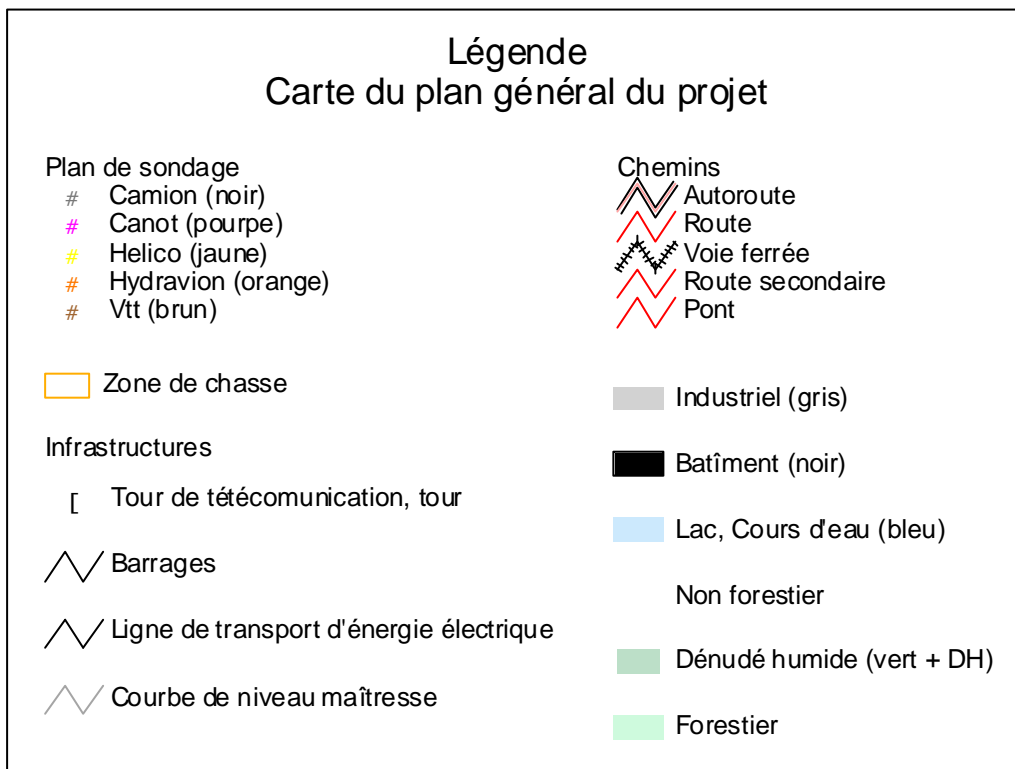 Légende
Carte du plan général du projet
Plan de sondage
# Camion (noir)
# Canot (pourpe)
# Helico (jaune)
# Hydravion (orange)
# Vtt (brun)
Zone de chasse
Infrastructures
[ Tour de tétécomunication, tour
Barrages
Ligne de transport d'énergie électrique
Courbe de niveau maîtresse
Chemins
Autoroute
Route
Voie ferrée
Route secondaire
Pont
Industriel (gris)
Batîment (noir)
Lac, Cours d'eau (bleu)
Non forestier
Dénudé humide (vert + DH)
Forestier